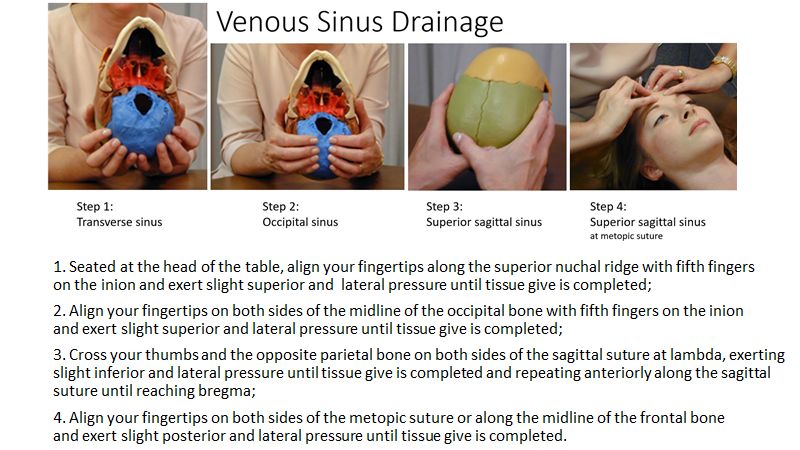 Venous Sinus Drainage
Step 1:
Transverse sinus
Step 2:
Occipital sinus
Step 3:
Superior sagittal sinus
Step 4:
Superior sagittal sinus
at metopic suture
1. Seated at the head of the table, align your fingertips along the superior nuchal ridge with fifth fingers
on the inion and exert slight superior and lateral pressure until tissue give is completed;
2. Align your fingertips on both sides of the midline of the occipital bone with fifth fingers on the inion
and exert slight superior and lateral pressure until tissue give is completed;
3. Cross your thumbs and the opposite parietal bone on both sides of the sagittal suture at lambda, exerting
slight inferior and lateral pressure until tissue give is completed and repeating anteriorly along the sagittal
suture until reaching bregma;
4. Align your fingertips on both sides of the metopic suture or along the midline of the frontal bone
and exert slight posterior and lateral pressure until tissue give is completed.